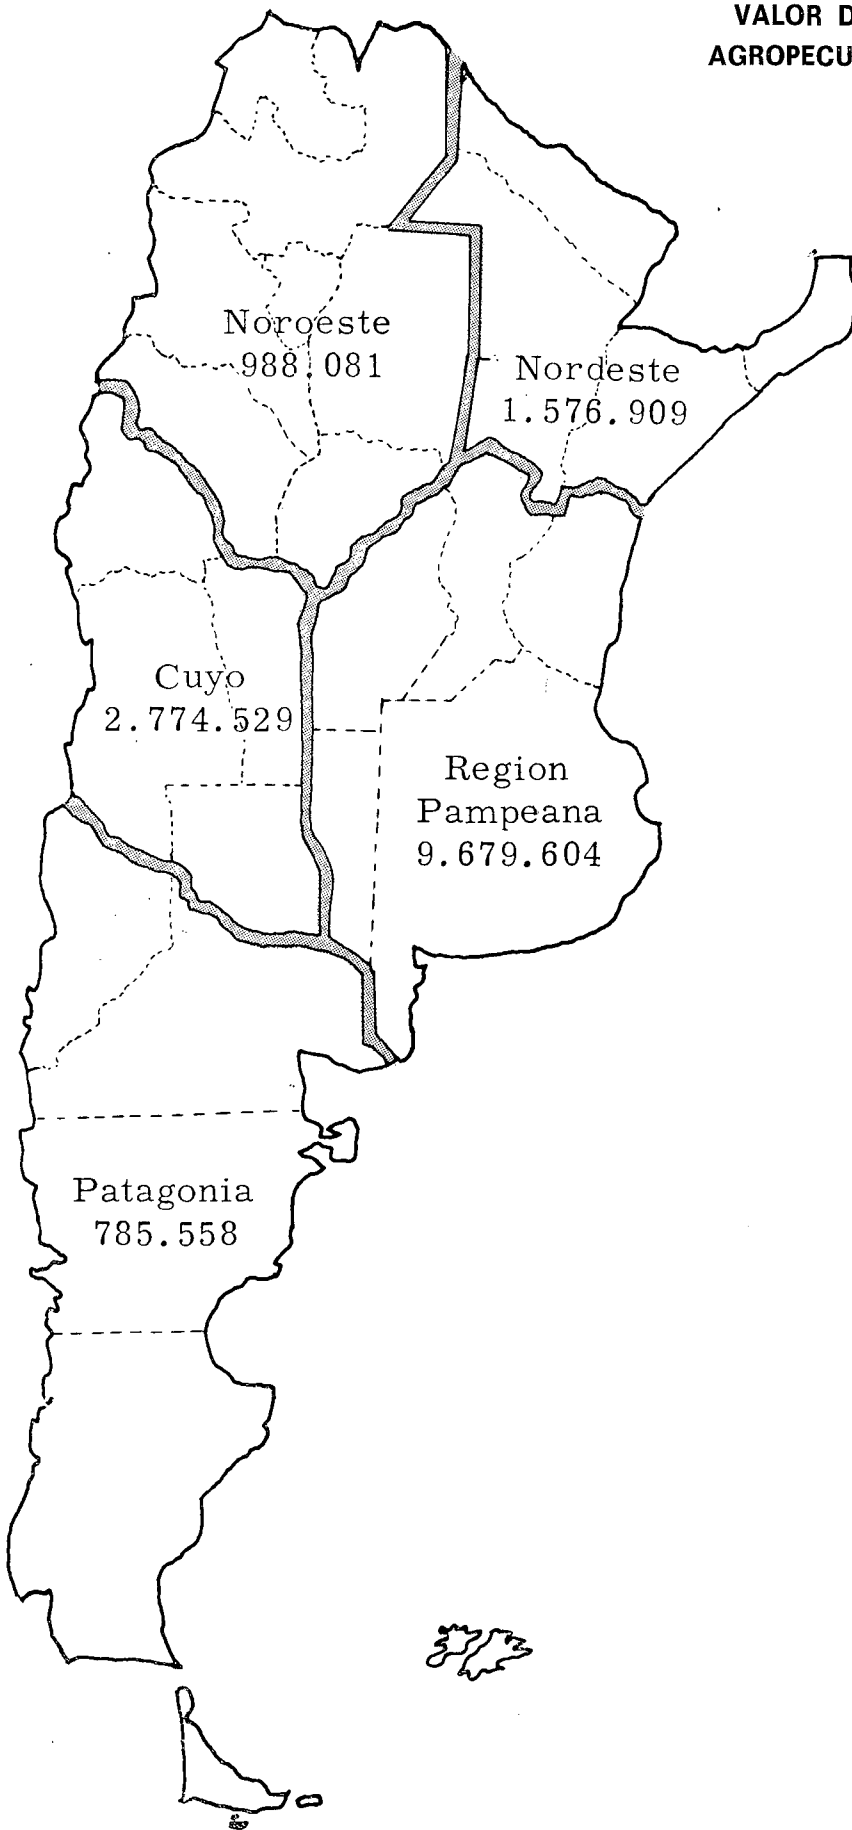 VALOR D
AGROPECU
Noroeste
988.081
Nordeste
1.576.909
Cuyo
2.774.529
Region
Pampeana
9.679.604
Patagonia
785.558